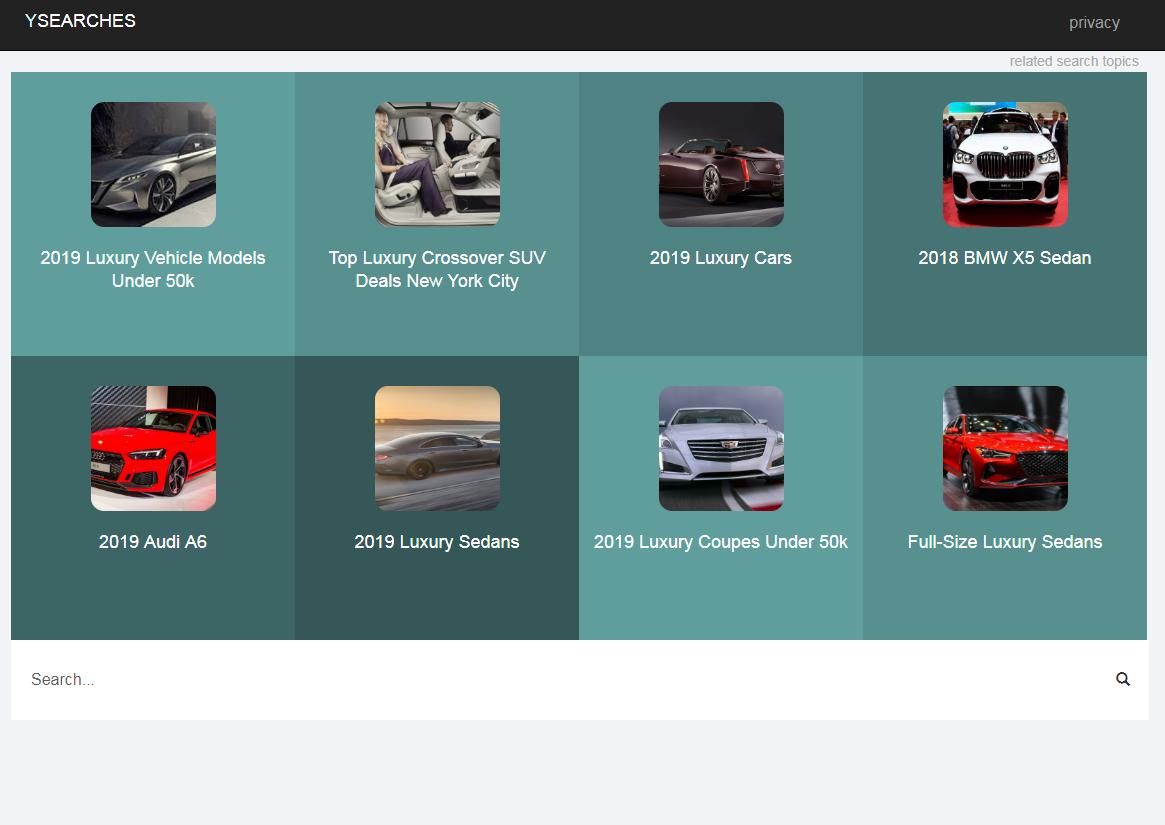 YSEARCHES
privacy
related search topics
2019 Luxury Vehicle Models
Under 50k
Top Luxury Crossover SUV
Deals New York City
2019 Luxury Cars
2018 BMW X5 Sedan
2019 Audi A6
2019 Luxury Sedans
2019 Luxury Coupes Under 50k
Full-Size Luxury Sedans
Search...